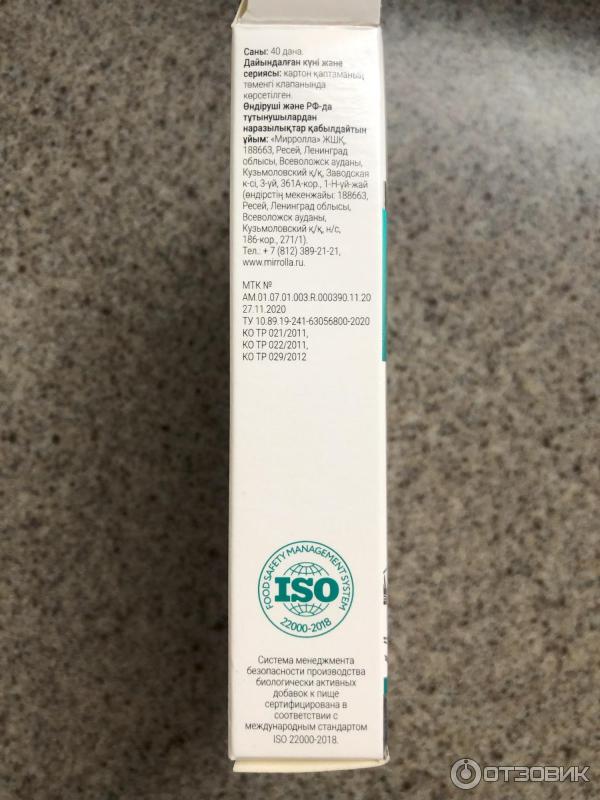 Саны: 40 дана.
Дайындалған күні және
сериясы: картон қаптаманың
төменгі клапанында
көрсетілген.
Өндіруші және РФ-да
тұтынушылардан
наразылықтар қабылдайтын
ұйым: «Мирролла» ЖШҚ,
188663, Ресей, Ленинград
облысы, Всеволожск ауданы,
Кузьмоловский қ/қ, Заводская
к-сі, 3-үй, 361А-кор., 1-Н-үй-жай
(өндірстің мекенжайы: 188663,
Ресей, Ленинград облысы,
Всеволожск ауданы,
Кузьмоловский қ/қ, н/с,
186-кор., 271/1).
Тел.: + 7 (812) 389-21-21,
www.mirrolla.ru.
МТК №
AM.01.07.01.003.R.000390.11.20
27.11.2020
ТУ 10.89.19-241-63056800-2020
КО ТР 021/2011,
КО ТР 022/2011,
КО ТР 029/2012
FOOD SAFETY MANAGEMENT SYSTEM
ISO
22000-2018
Система менеджмента
безопасности производства
биологически активных
добавок к пище
сертифицирована в
соответствии с
международным стандартом
ISO 22000-2018.
ОТЗОВИК